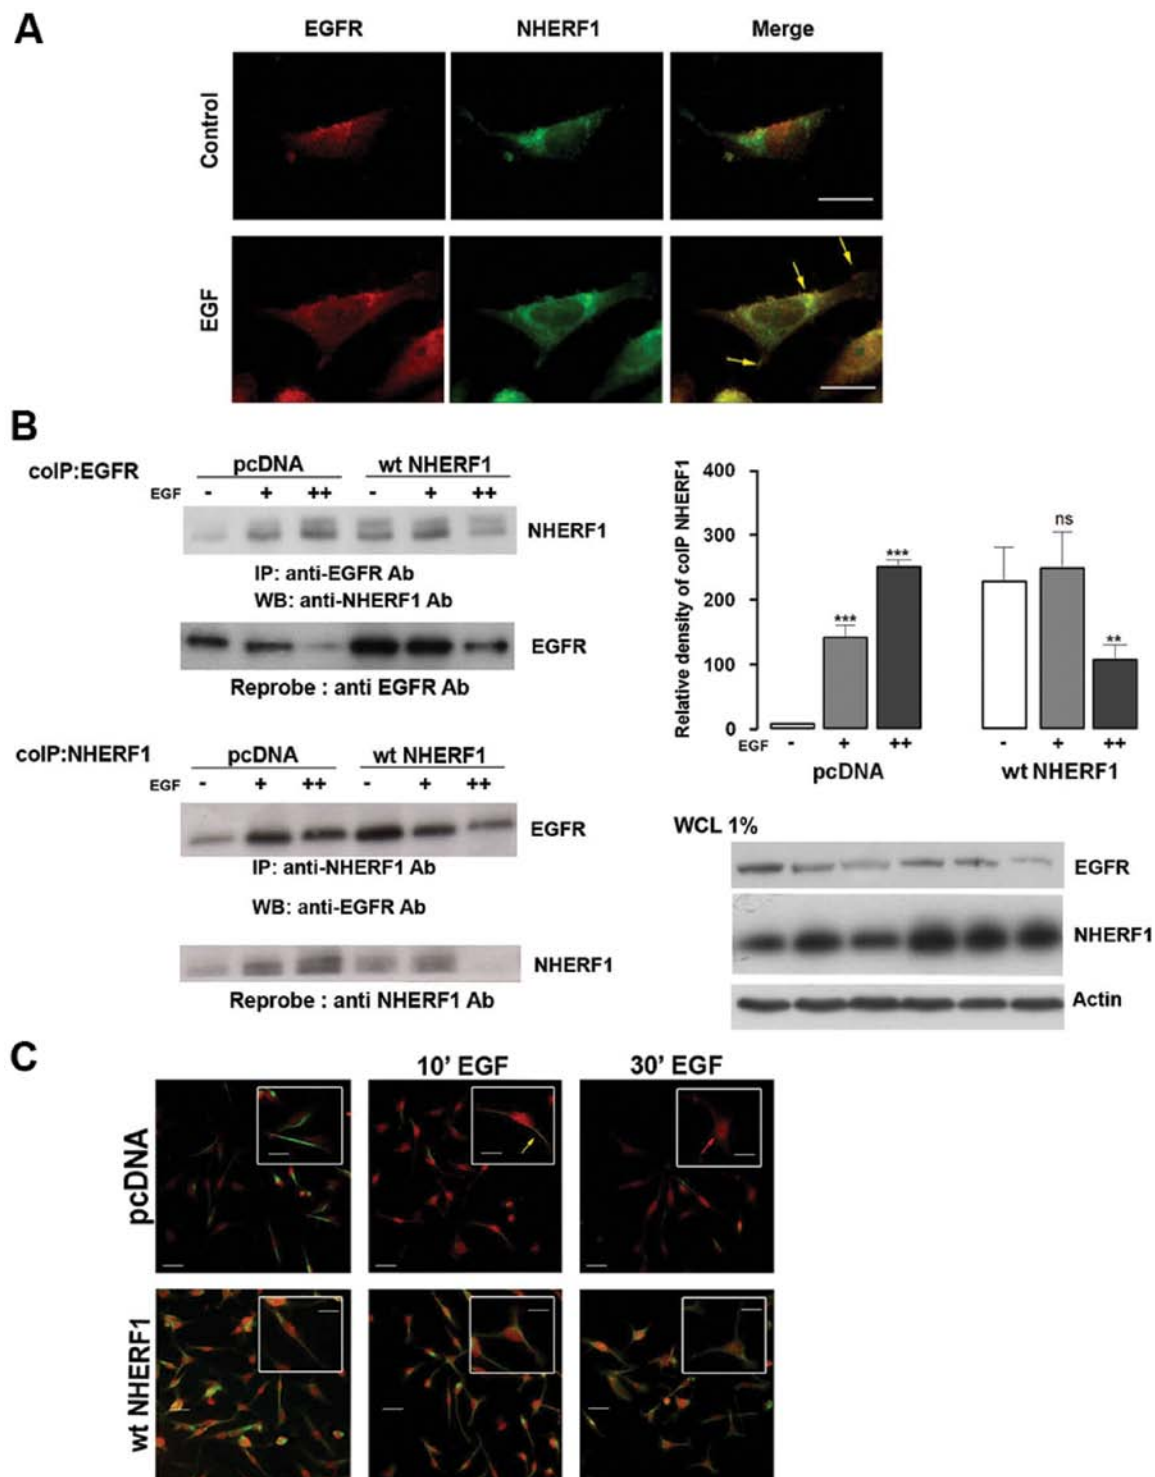 A
EGFR NHERF1 Merge
Control
EGF
B
coIP:EGFR
pcDNA wt NHERF1
EGF - + ++ - + ++
NHERF1
IP: anti-EGFR Ab
WB: anti-NHERF1 Ab
EGFR
Reprobe : anti EGFR Ab
coIP:NHERF1
pcDNA wt NHERF1
EGF - + ++ - + ++
EGFR
IP: anti-NHERF1 Ab
WB: anti-EGFR Ab
NHERF1
Reprobe : anti NHERF1 Ab
Relative density of coIP NHERF1
400
300
200
100
0
***
***
ns
**
EGF - + ++ - + ++
pcDNA wt NHERF1
WCL 1%
EGFR
NHERF1
Actin
C
10' EGF 30' EGF
pcDNA
wt NHERF1